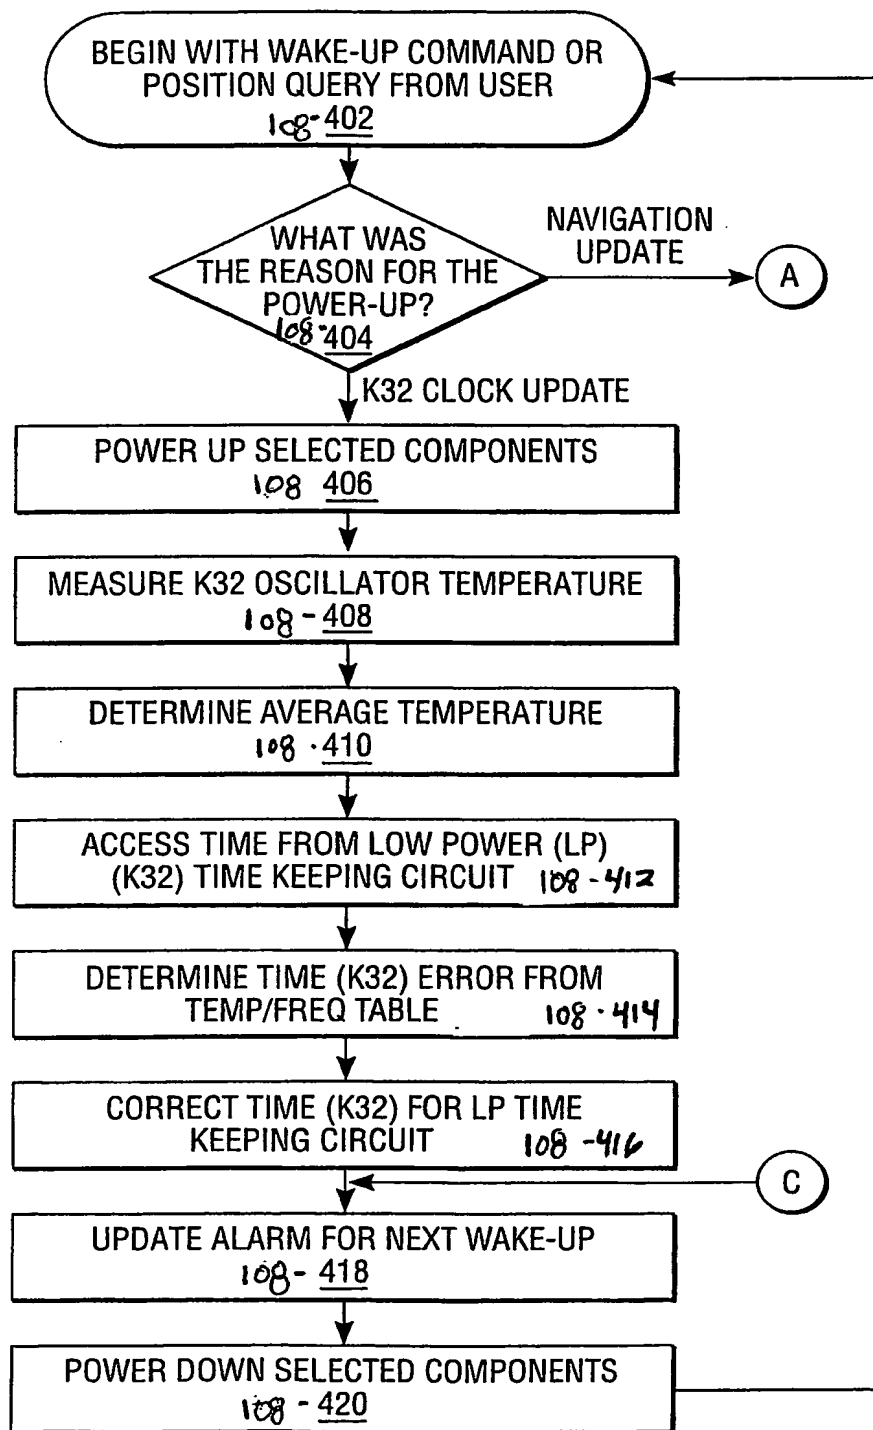 BEGIN WITH WAKE-UP COMMAND OR
POSITION QUERY FROM USER
108-402
WHAT WAS
THE REASON FOR THE
POWER-UP?
108-404
NAVIGATION
UPDATE
A
K32 CLOCK UPDATE
POWER UP SELECTED COMPONENTS
108 406
MEASURE K32 OSCILLATOR TEMPERATURE
108-408
DETERMINE AVERAGE TEMPERATURE
108-410
ACCESS TIME FROM LOW POWER (LP)
(K32) TIME KEEPING CIRCUIT 108-412
DETERMINE TIME (K32) ERROR FROM
TEMP/FREQ TABLE 108-414
CORRECT TIME (K32) FOR LP TIME
KEEPING CIRCUIT 108-416
C
UPDATE ALARM FOR NEXT WAKE-UP
108-418
POWER DOWN SELECTED COMPONENTS
108-420